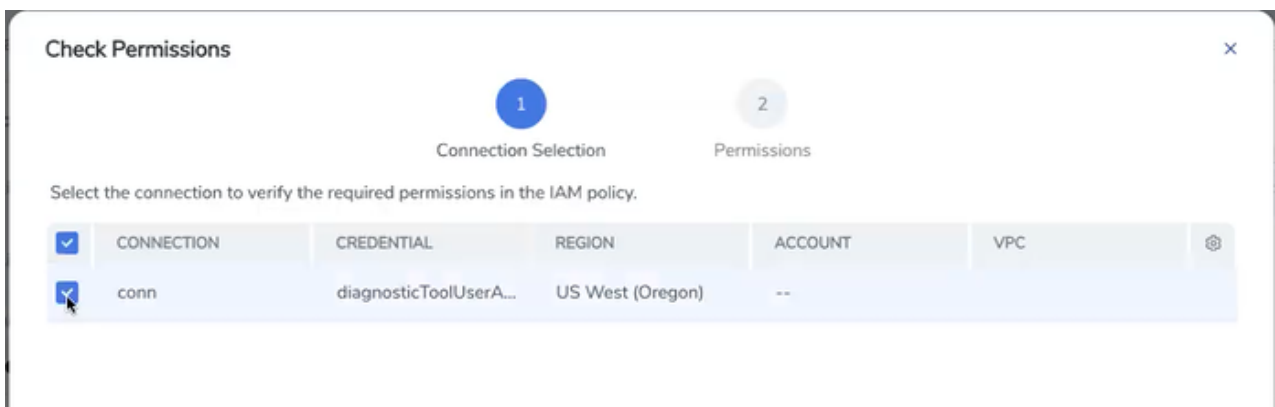 Check Permissions
1
2
Connection Selection
Permissions
Select the connection to verify the required permissions in the IAM policy.
CONNECTION CREDENTIAL REGION ACCOUNT VPC
conn diagnosticToolUserA... US West (Oregon) --